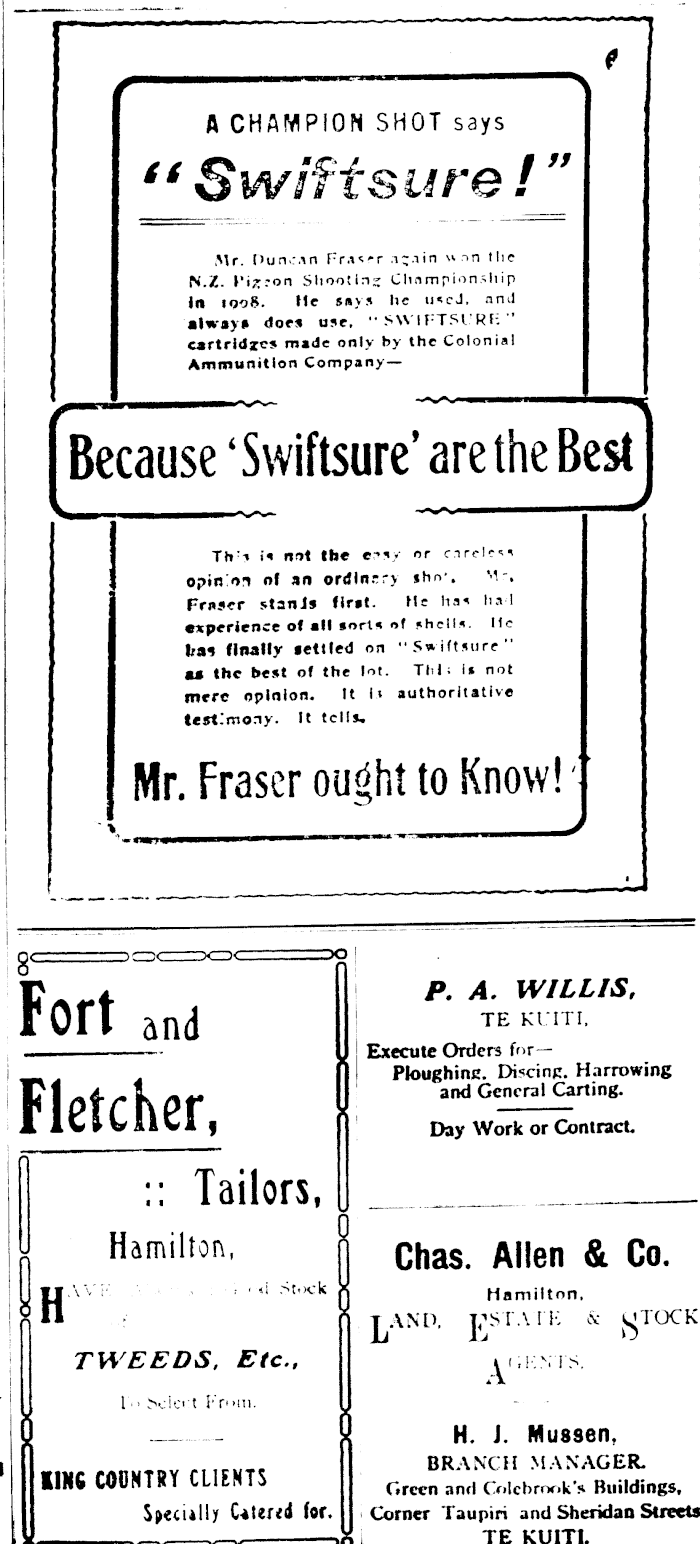 A CHAMPION SHOT says
"Swiftsure!"
Mr. Duncan Fraser again won the
N.Z. Pigeon Shooting Championship
in 1908. He says he used, and
always does use, "SWIFTSURE"
cartridges made only by the Colonial
Ammunition Company—
Because 'Swiftsure' are the Best
This is not the easy or careless
opinion of an ordinary shot. Mr.
Fraser stands first. He has had
experience of all sorts of shells. He
has finally settled on "Swiftsure"
as the best of the lot. This is not
mere opinion. It is authoritative
testimony. It tells.
Mr. Fraser ought to Know!
Fort and
Fletcher,
:: Tailors,
Hamilton,
HAVE Stock
TWEEDS, Etc.,
To Select From.
KING COUNTRY CLIENTS
Specially Catered for.
P. A. WILLIS,
TE KUITI,
Execute Orders for—
Ploughing, Discing, Harrowing
and General Carting.
Day Work or Contract.
Chas. Allen & Co.
Hamilton,
LAND, ESTATE & STOCK
AGENTS.
H. J. Mussen,
BRANCH MANAGER.
Green and Colebrook's Buildings,
Corner Taupiri and Sheridan Streets
TE KUITI.